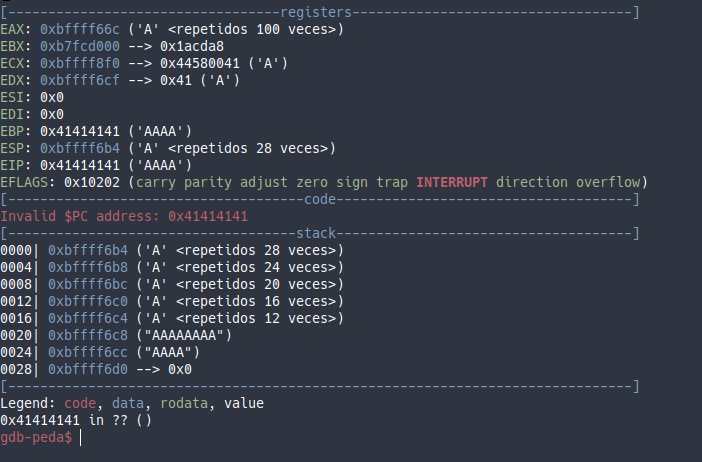 [----------------------------------registers-----------------------------------]
EAX: 0xbffff66c ('A' <repetidos 100 veces>)
EBX: 0xb7fcd000 --> 0x1acda8
ECX: 0xbffff8f0 --> 0x44580041 ('A')
EDX: 0xbffff6cf --> 0x41 ('A')
ESI: 0x0
EDI: 0x0
EBP: 0x41414141 ('AAAA')
ESP: 0xbffff6b4 ('A' <repetidos 28 veces>)
EIP: 0x41414141 ('AAAA')
EFLAGS: 0x10202 (carry parity adjust zero sign trap INTERRUPT direction overflow)
[-------------------------------------code-------------------------------------]
Invalid $PC address: 0x41414141
[------------------------------------stack-------------------------------------]
0000| 0xbffff6b4 ('A' <repetidos 28 veces>)
0004| 0xbffff6b8 ('A' <repetidos 24 veces>)
0008| 0xbffff6bc ('A' <repetidos 20 veces>)
0012| 0xbffff6c0 ('A' <repetidos 16 veces>)
0016| 0xbffff6c4 ('A' <repetidos 12 veces>)
0020| 0xbffff6c8 ("AAAAAAAA")
0024| 0xbffff6cc ("AAAA")
0028| 0xbffff6d0 --> 0x0
[------------------------------------------------------------------------------]
Legend: code, data, rodata, value
0x41414141 in ?? ()
gdb-peda$